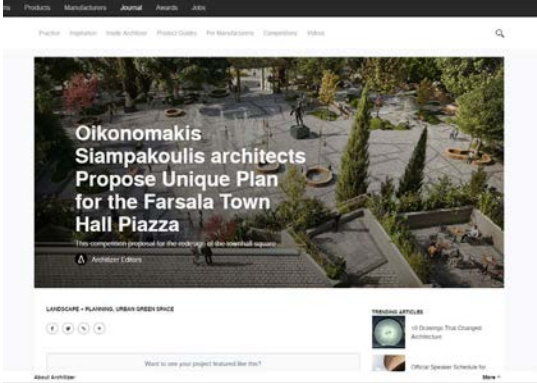 Products Manufacturers Journal Awards Jobs
Practice Inspiration Inside Architizer Product Guides For Manufacturers Competitions Videos
Oikonomakis
Siampakoulis architects
Propose Unique Plan
for the Farsala Town
Hall Piazza
This competition proposal for the redesign of the townhall square
Architizer Editors
LANDSCAPE + PLANNING, URBAN GREEN SPACE
TRENDING ARTICLES
10 Drawings That Changed
Architecture
Want to see your project featured like this?
Official Speaker Schedule for
About Architizer
More